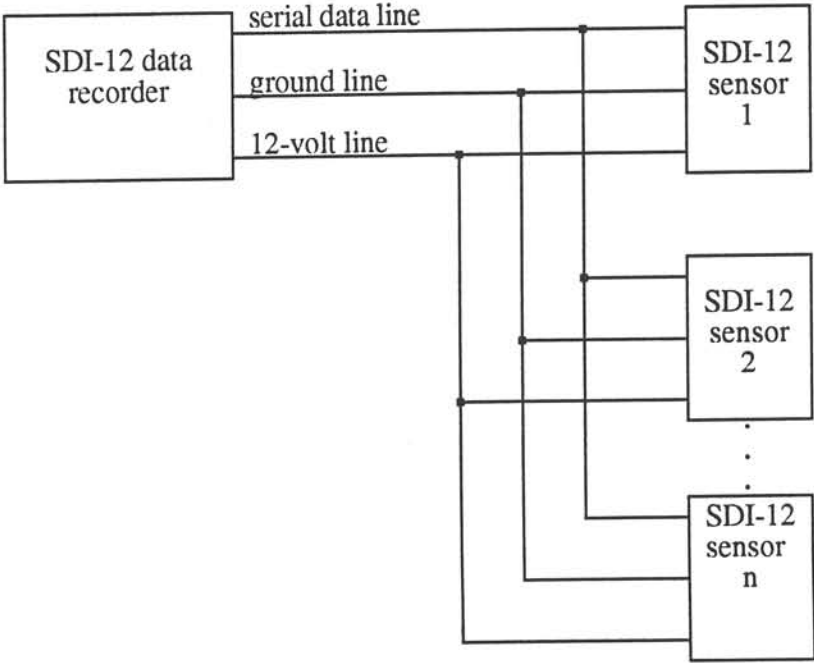 SDI-12 data
recorder
serial data line
ground line
12-volt line
SDI-12
sensor
1
SDI-12
sensor
2
SDI-12
sensor
n